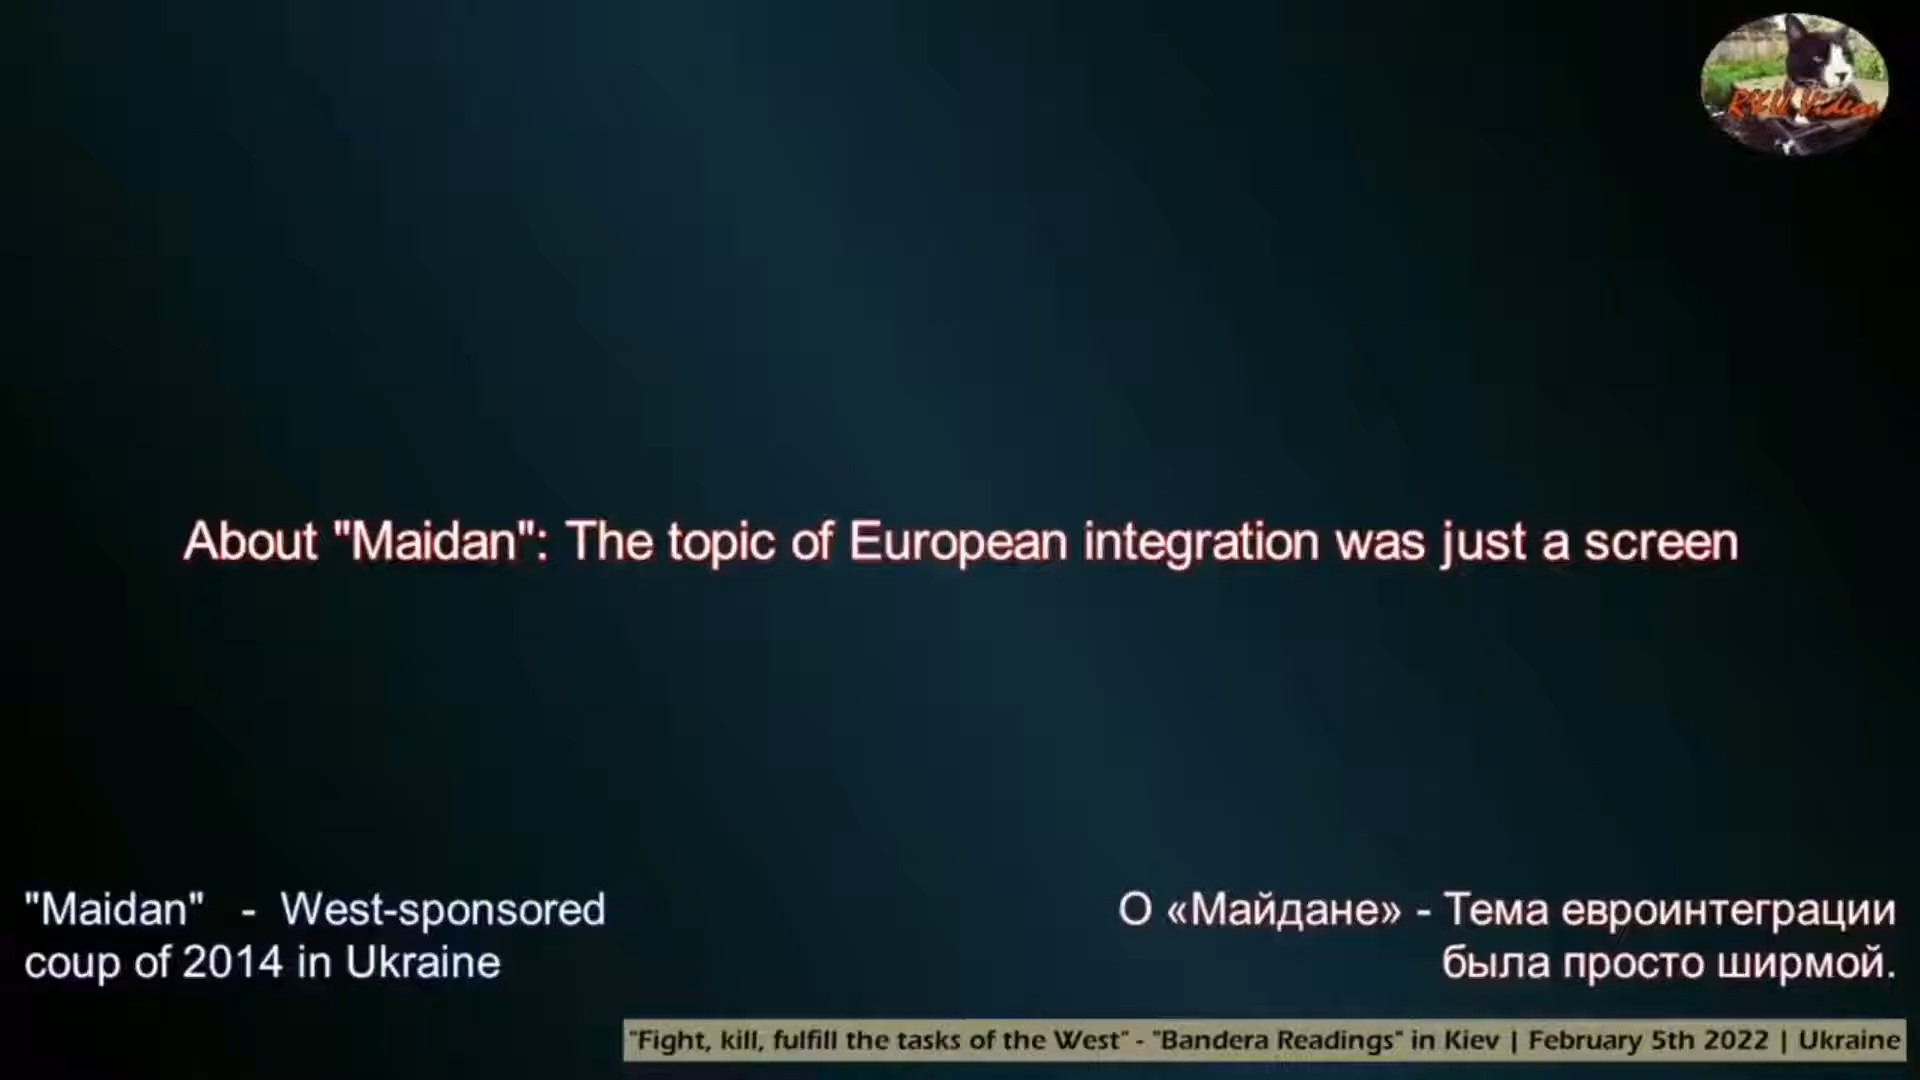 RVW Videos
About "Maidan": The topic of European integration was just a screen
"Maidan" - West-sponsored
coup of 2014 in Ukraine
О «Майдане» - Тема евроинтеграции
была просто ширмой.
"Fight, kill, fulfill the tasks of the West" - "Bandera Readings" in Kiev | February 5th 2022 | Ukraine